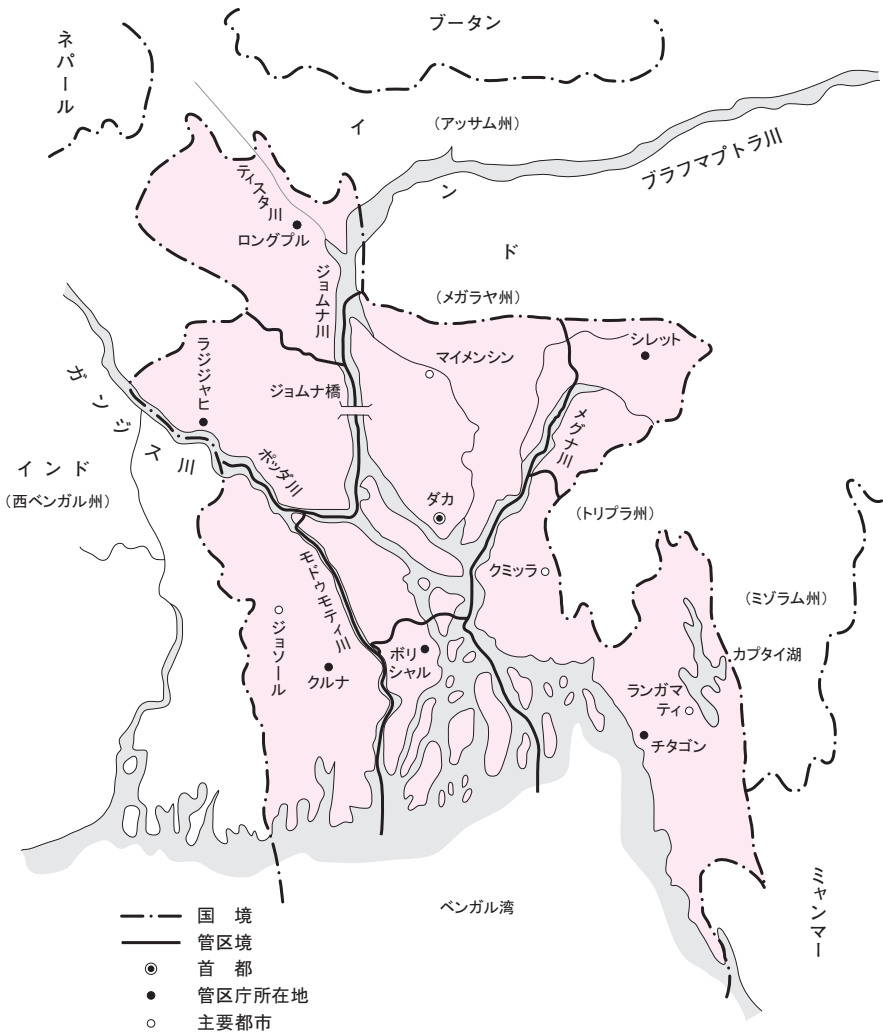 ネパール
ブータン
イ
ン
ド
(アッサム州)
ブラフマプトラ川
ティスタ川
ロングプル
ジョムナ川
(メガラヤ州)
シレット
マイメンシン
ラジジャヒ
ジョムナ橋
ガンジス川
メグナ川
ポッダ川
インド
(西ベンガル州)
ダカ
(トリプラ州)
クミッラ
モドウモティ川
(ミゾラム州)
ジョソール
ボリ
シャル
カプタイ湖
クルナ
ランガマ
ティ
チタゴン
ミャンマー
ベンガル湾
国 境
管区境
首 都
管区庁所在地
主要都市